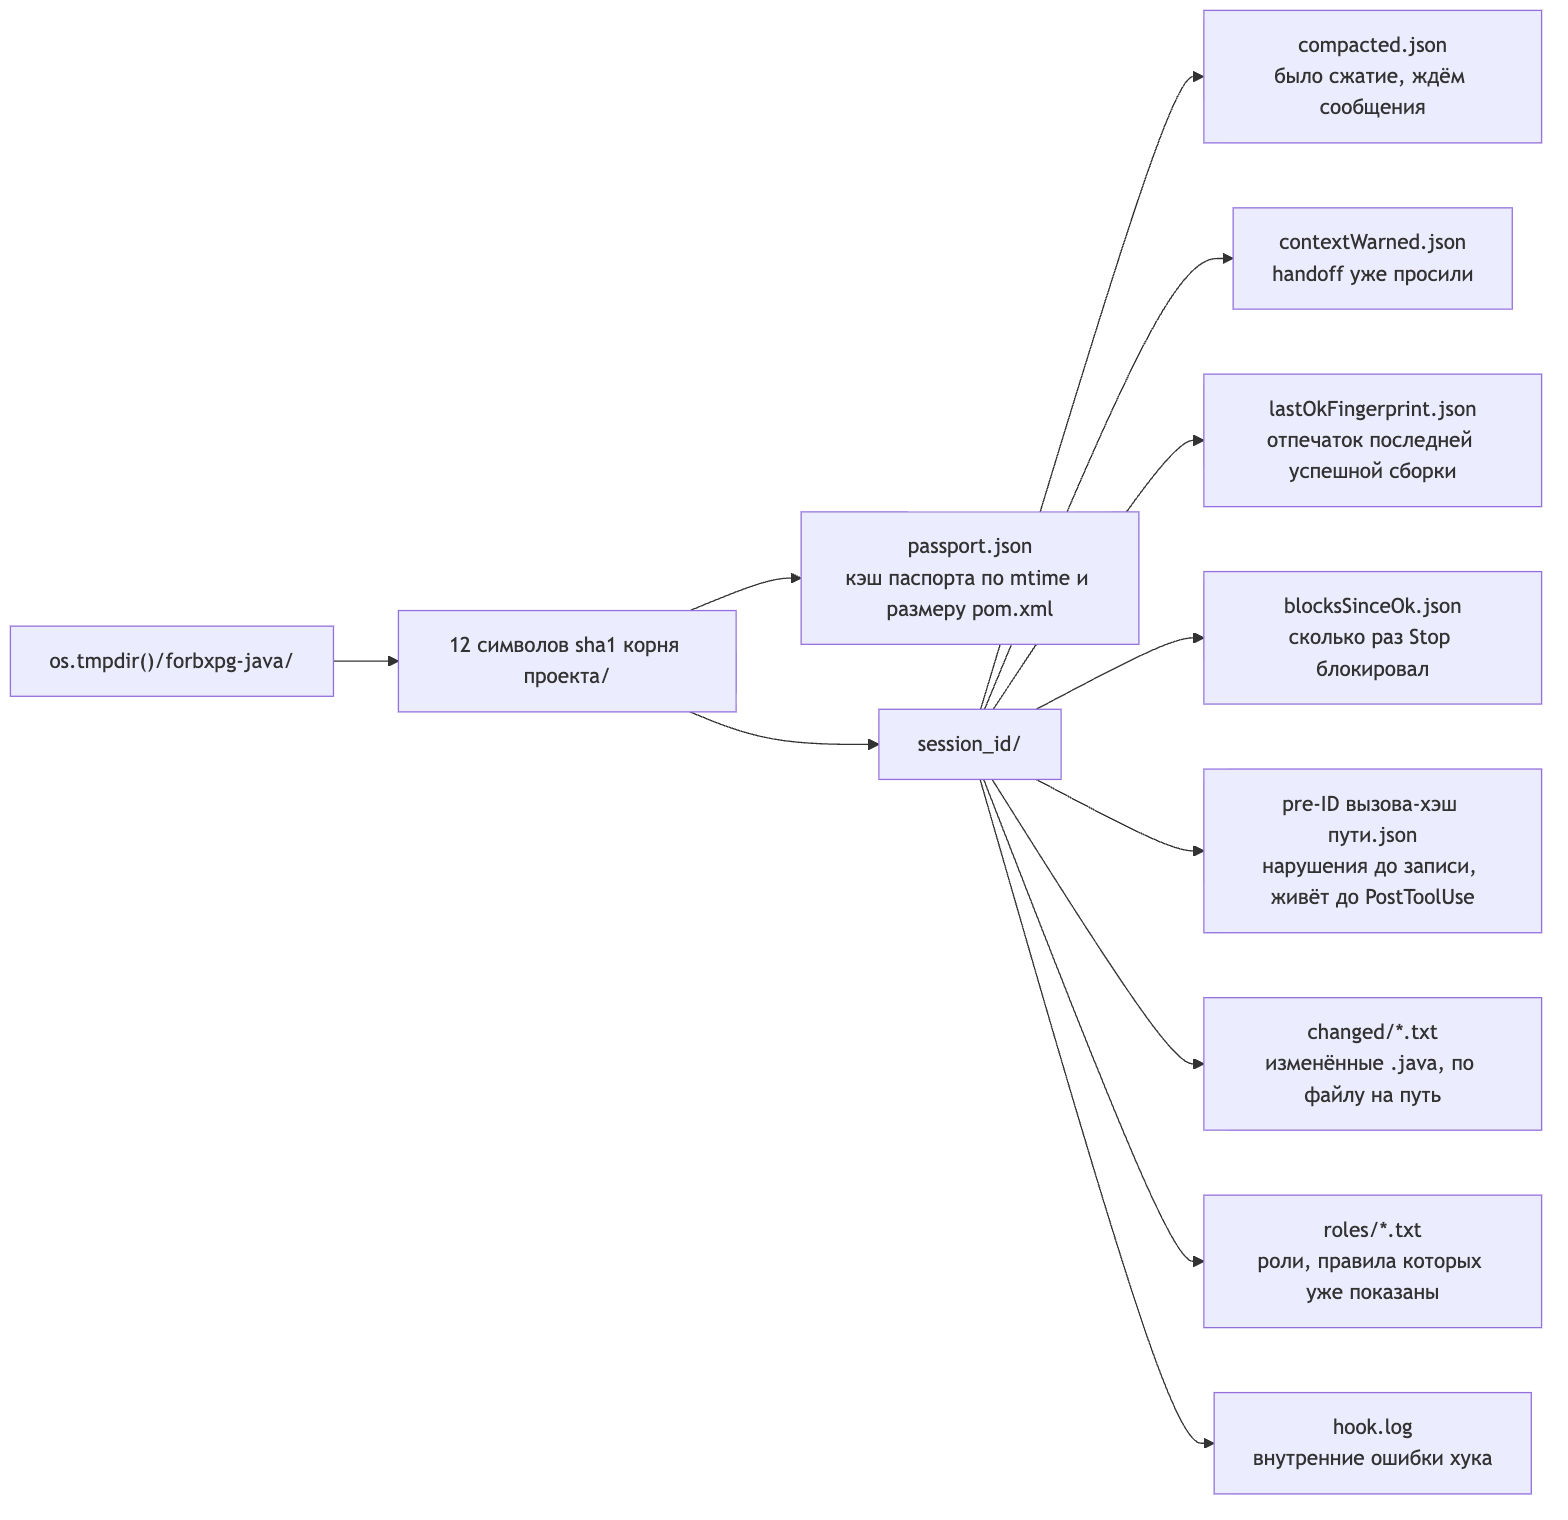 os.tmpdir()/forbxpg-java/
12 символов sha1 корня
проекта/
passport.json
кэш паспорта по mtime и
размеру pom.xml
session_id/
compacted.json
было сжатие, ждём
сообщения
contextWarned.json
handoff уже просили
lastOkFingerprint.json
отпечаток последней
успешной сборки
blocksSinceOk.json
сколько раз Stop
блокировал
pre-ID вызова-хэш
пути.json
нарушения до записи,
живёт до PostToolUse
changed/*.txt
изменённые .java, по
файлу на путь
roles/*.txt
роли, правила которых
уже показаны
hook.log
внутренние ошибки хука